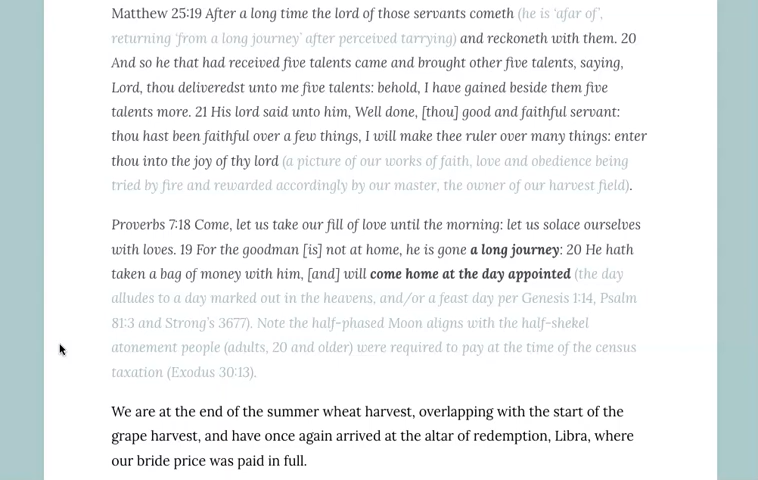 Matthew 25:19 After a long time the lord of those servants cometh (he is ‘afar of’,
returning ‘from a long journey’ after perceived tarrying) and reckoneth with them. 20
And so he that had received five talents came and brought other five talents, saying,
Lord, thou deliveredst unto me five talents: behold, I have gained beside them five
talents more. 21 His lord said unto him, Well done, [thou] good and faithful servant:
thou hast been faithful over a few things, I will make thee ruler over many things: enter
thou into the joy of thy lord (a picture of our works of faith, love and obedience being
tried by fire and rewarded accordingly by our master, the owner of our harvest field).
Proverbs 7:18 Come, let us take our fill of love until the morning: let us solace ourselves
with loves. 19 For the goodman [is] not at home, he is gone a long journey: 20 He hath
taken a bag of money with him, [and] will come home at the day appointed (the day
alludes to a day marked out in the heavens, and/or a feast day per Genesis 1:14, Psalm
81:3 and Strong’s 3677). Note the half-phased Moon aligns with the half-shekel
atonement people (adults, 20 and older) were required to pay at the time of the census
taxation (Exodus 30:13).
We are at the end of the summer wheat harvest, overlapping with the start of the
grape harvest, and have once again arrived at the altar of redemption, Libra, where
our bride price was paid in full.